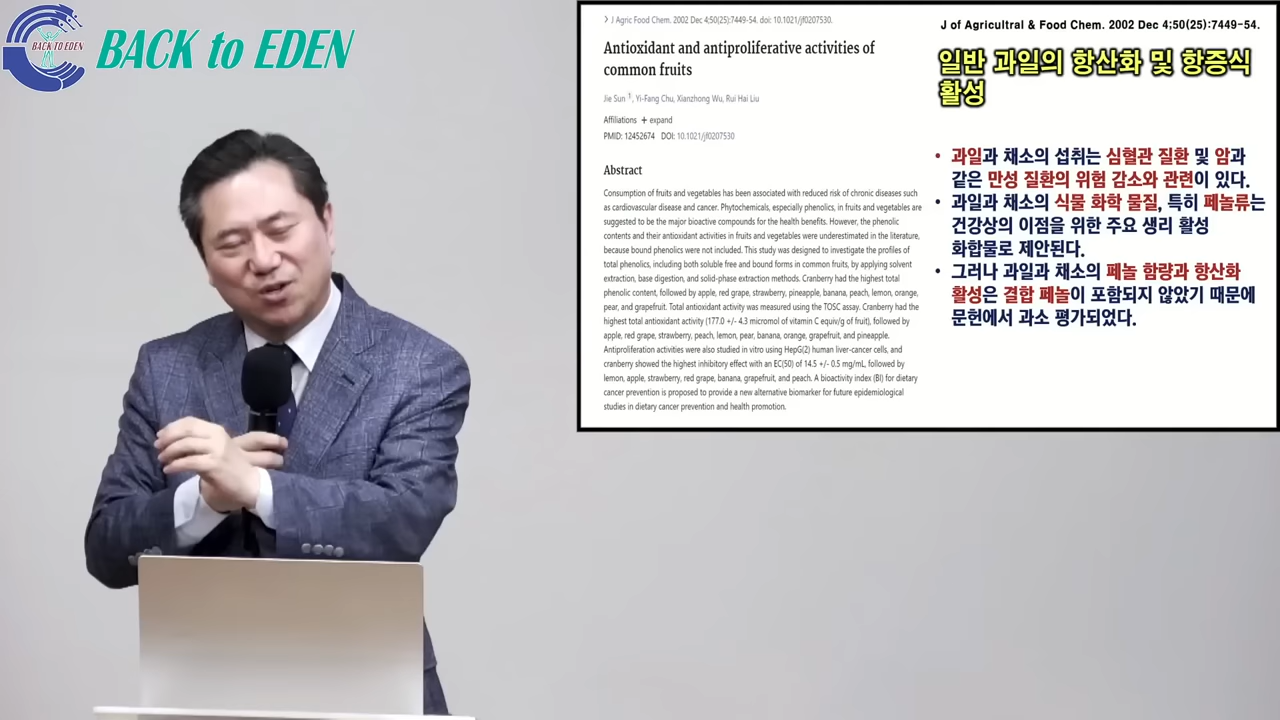 BACK TO EDEN
BACK to EDEN
> J Agric Food Chem. 2002 Dec 4;50(25):7449-54. doi: 10.1021/jf0207530.
Antioxidant and antiproliferative activities of
common fruits
Jie Sun 1, Yi-Fang Chu, Xianzhong Wu, Rui Hai Liu
Affiliations + expand
PMID: 12452674 DOI: 10.1021/jf0207530
Abstract
Consumption of fruits and vegetables has been associated with reduced risk of chronic diseases such
as cardiovascular disease and cancer. Phytochemicals, especially phenolics, in fruits and vegetables are
suggested to be the major bioactive compounds for the health benefits. However, the phenolic
contents and their antioxidant activities in fruits and vegetables were underestimated in the literature,
because bound phenolics were not included. This study was designed to investigate the profiles of
total phenolics, including both soluble free and bound forms in common fruits, by applying solvent
extraction, base digestion, and solid-phase extraction methods. Cranberry had the highest total
phenolic content, followed by apple, red grape, strawberry, pineapple, banana, peach, lemon, orange,
pear, and grapefruit. Total antioxidant activity was measured using the TOSC assay. Cranberry had the
highest total antioxidant activity (177.0 +/- 4.3 micromol of vitamin C equiv/g of fruit), followed by
apple, red grape, strawberry, peach, lemon, pear, banana, orange, grapefruit, and pineapple.
Antiproliferation activities were also studied in vitro using HepG(2) human liver-cancer cells, and
cranberry showed the highest inhibitory effect with an EC(50) of 14.5 +/- 0.5 mg/mL, followed by
lemon, apple, strawberry, red grape, banana, grapefruit, and peach. A bioactivity index (BI) for dietary
cancer prevention is proposed to provide a new alternative biomarker for future epidemiological
studies in dietary cancer prevention and health promotion.
J of Agricultral & Food Chem. 2002 Dec 4;50(25):7449-54.
일반 과일의 항산화 및 항증식
활성
• 과일과 채소의 섭취는 심혈관 질환 및 암과
같은 만성 질환의 위험 감소와 관련이 있다.
• 과일과 채소의 식물 화학 물질, 특히 페놀류는
건강상의 이점을 위한 주요 생리 활성
화합물로 제안된다.
• 그러나 과일과 채소의 페놀 함량과 항산화
활성은 결합 페놀이 포함되지 않았기 때문에
문헌에서 과소 평가되었다.